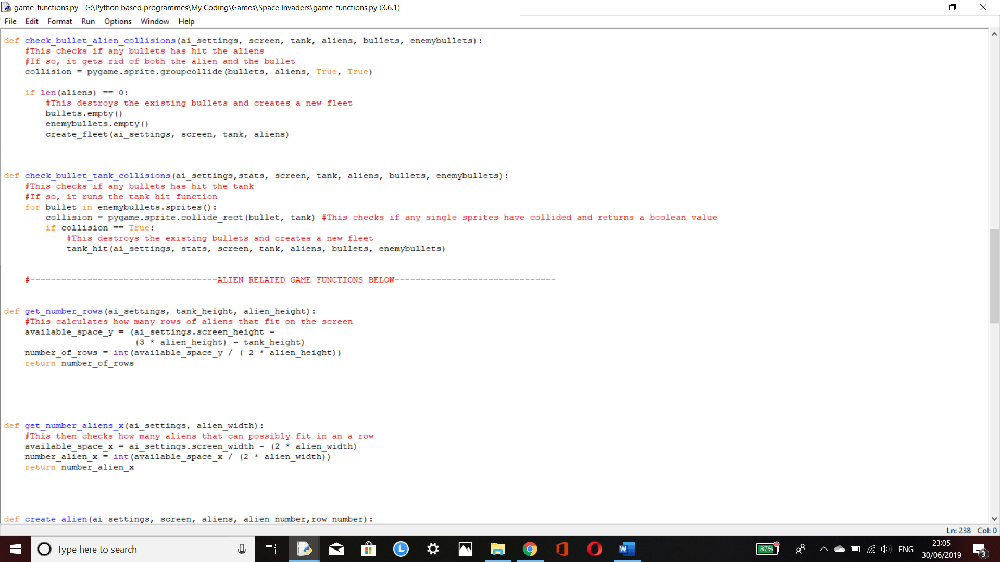 game_functions.py - G:\Python based programmes\My Coding\Games\Space Invaders\game_functions.py (3.6.1)
File Edit Format Run Options Window Help
def check_bullet_alien_collisions(ai_settings, screen, tank, aliens, bullets, enemybullets):
    #This checks if any bullets has hit the aliens
    #If so, it gets rid of both the alien and the bullet
    collision = pygame.sprite.groupcollide(bullets, aliens, True, True)
    if len(aliens) == 0:
        #This destroys the existing bullets and creates a new fleet
        bullets.empty()
        enemybullets.empty()
        create_fleet(ai_settings, screen, tank, aliens)
def check_bullet_tank_collisions(ai_settings,stats, screen, tank, aliens, bullets, enemybullets):
    #This checks if any bullets has hit the tank
    #If so, it runs the tank hit function
    for bullet in enemybullets.sprites():
        collision = pygame.sprite.collide_rect(bullet, tank) #This checks if any single sprites have collided and returns a boolean value
        if collision == True:
            #This destroys the existing bullets and creates a new fleet
            tank_hit(ai_settings, stats, screen, tank, aliens, bullets, enemybullets)
    #------------------------------------ALIEN RELATED GAME FUNCTIONS BELOW-------------------------------
def get_number_rows(ai_settings, tank_height, alien_height):
    #This calculates how many rows of aliens that fit on the screen
    available_space_y = (ai_settings.screen_height -
                         (3 * alien_height) - tank_height)
    number_of_rows = int(available_space_y / ( 2 * alien_height))
    return number_of_rows
def get_number_aliens_x(ai_settings, alien_width):
    #This then checks how many aliens that can possibly fit in an a row
    available_space_x = ai_settings.screen_width - (2 * alien_width)
    number_alien_x = int(available_space_x / (2 * alien_width))
    return number_alien_x
def create_alien(ai_settings, screen, aliens, alien_number,row_number):
Ln: 238 Col: 0
Type here to search
87%
ENG
23:05
30/06/2019
3